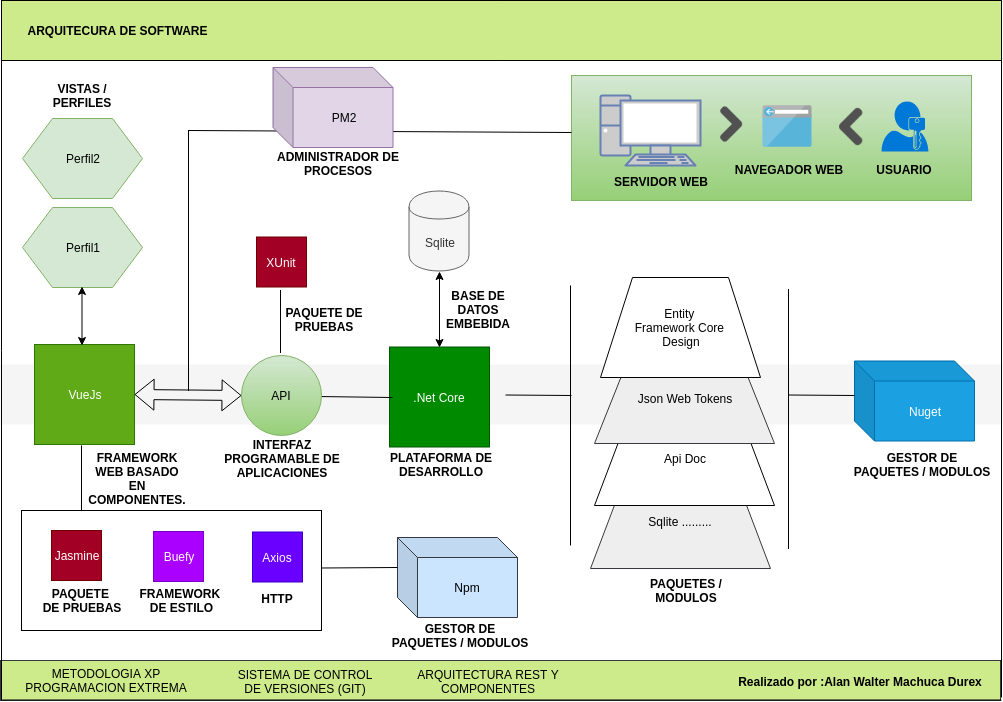 ARQUITECURA DE SOFTWARE
VISTAS /
PERFILES
Perfil2
Perfil1
PM2
ADMINISTRADOR DE
PROCESOS
SERVIDOR WEB
NAVEGADOR WEB
USUARIO
Sqlite
BASE DE
DATOS
EMBEBIDA
XUnit
PAQUETE DE
PRUEBAS
VueJs
FRAMEWORK
WEB BASADO
EN
COMPONENTES.
API
INTERFAZ
PROGRAMABLE DE
APLICACIONES
.Net Core
PLATAFORMA DE
DESARROLLO
Entity
Framework Core
Design
Json Web Tokens
Api Doc
Sqlite .........
PAQUETES /
MODULOS
Nuget
GESTOR DE
PAQUETES / MODULOS
Jasmine
PAQUETE
DE PRUEBAS
Buefy
FRAMEWORK
DE ESTILO
Axios
HTTP
Npm
GESTOR DE
PAQUETES / MODULOS
METODOLOGIA XP
PROGRAMACION EXTREMA
SISTEMA DE CONTROL
DE VERSIONES (GIT)
ARQUITECTURA REST Y
COMPONENTES
Realizado por :Alan Walter Machuca Durex